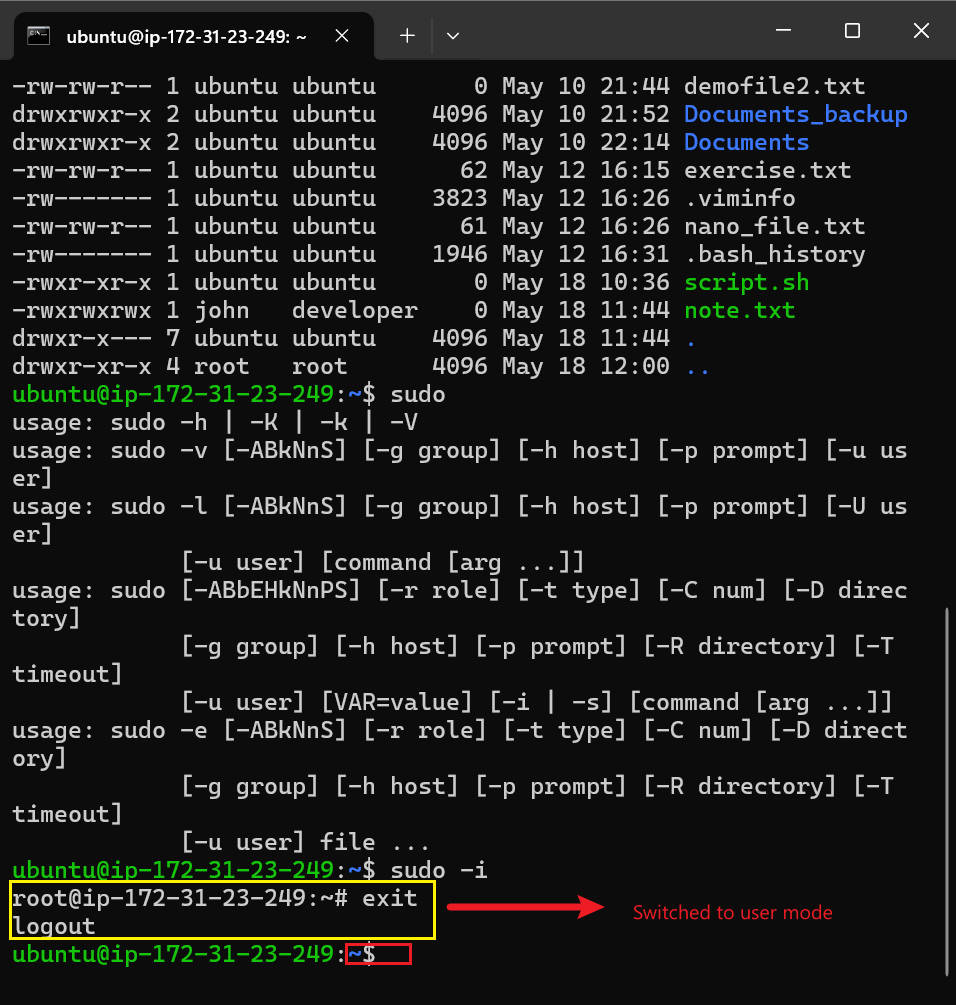 ubuntu@ip-172-31-23-249: ~
-rw-rw-r-- 1 ubuntu ubuntu 0 May 10 21:44 demofile2.txt
drwxrwxr-x 2 ubuntu ubuntu 4096 May 10 21:52 Documents_backup
drwxrwxr-x 2 ubuntu ubuntu 4096 May 10 22:14 Documents
-rw-rw-r-- 1 ubuntu ubuntu 62 May 12 16:15 exercise.txt
-rw------- 1 ubuntu ubuntu 3823 May 12 16:26 .viminfo
-rw-rw-r-- 1 ubuntu ubuntu 61 May 12 16:26 nano_file.txt
-rw------- 1 ubuntu ubuntu 1946 May 12 16:31 .bash_history
-rwxr-xr-x 1 ubuntu ubuntu 0 May 18 10:36 script.sh
-rwxrwxrwx 1 john developer 0 May 18 11:44 note.txt
drwxr-x--- 7 ubuntu ubuntu 4096 May 18 11:44 .
drwxr-xr-x 4 root root 4096 May 18 12:00 ..
ubuntu@ip-172-31-23-249:~$ sudo
usage: sudo -h | -K | -k | -V
usage: sudo -v [-ABkNnS] [-g group] [-h host] [-p prompt] [-u us
er]
usage: sudo -l [-ABkNnS] [-g group] [-h host] [-p prompt] [-U us
er]
[-u user] [command [arg ...]]
usage: sudo [-ABbEHkNnPS] [-r role] [-t type] [-C num] [-D direc
tory]
[-g group] [-h host] [-p prompt] [-R directory] [-T
timeout]
[-u user] [VAR=value] [-i | -s] [command [arg ...]]
usage: sudo -e [-ABkNnS] [-r role] [-t type] [-C num] [-D direct
ory]
[-g group] [-h host] [-p prompt] [-R directory] [-T
timeout]
[-u user] file ...
ubuntu@ip-172-31-23-249:~$ sudo -i
root@ip-172-31-23-249:~# exit
logout
Switched to user mode
ubuntu@ip-172-31-23-249:~$